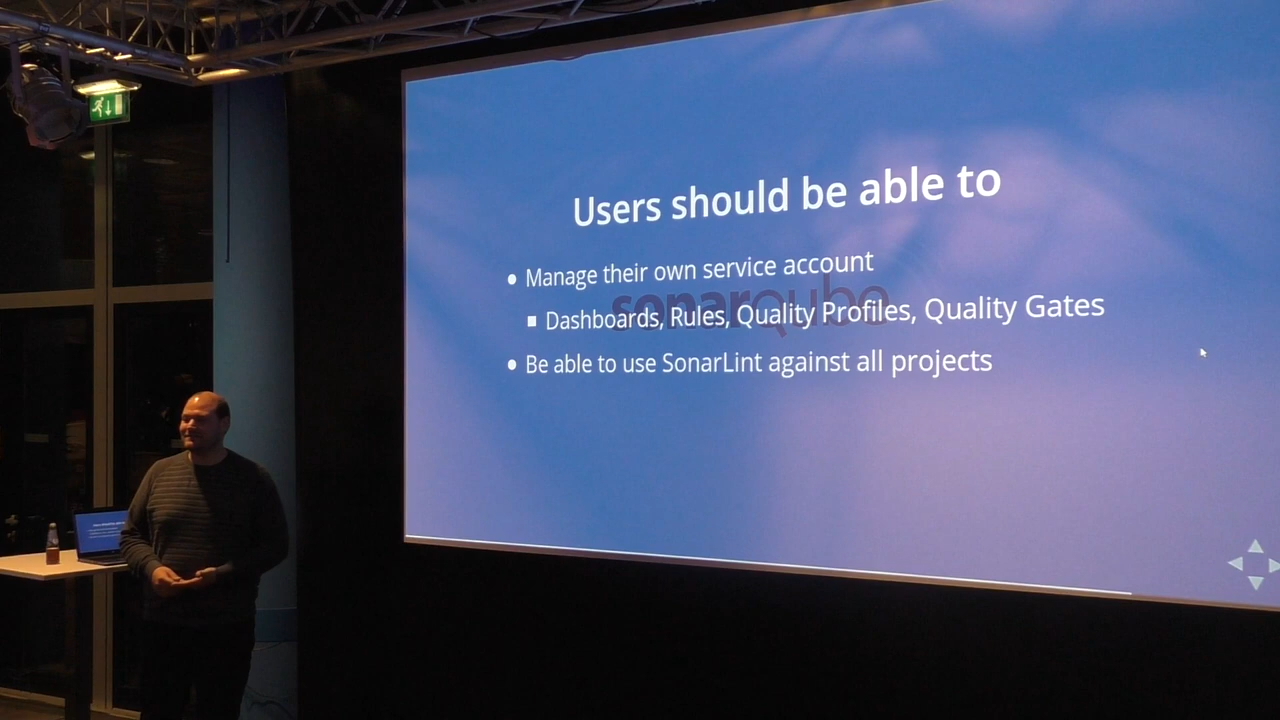 Users should be able to
• Manage their own service account
sonarqube
▪ Dashboards, Rules, Quality Profiles, Quality Gates
• Be able to use SonarLint against all projects